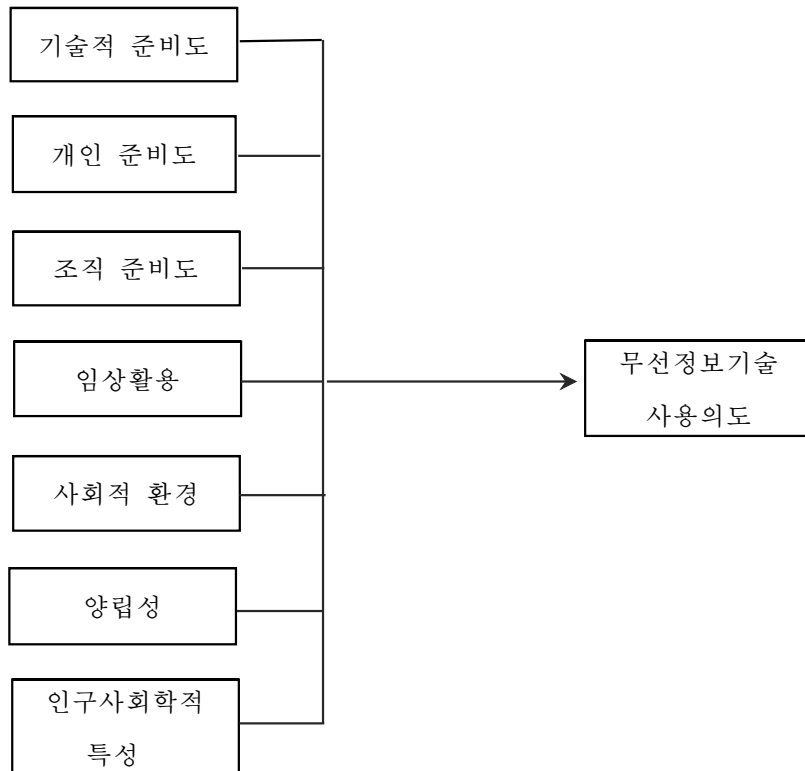 기술적 준비도
개인 준비도
조직 준비도
임상활용
무선정보기술
사용의도
사회적 환경
양립성
인구사회학적
특성